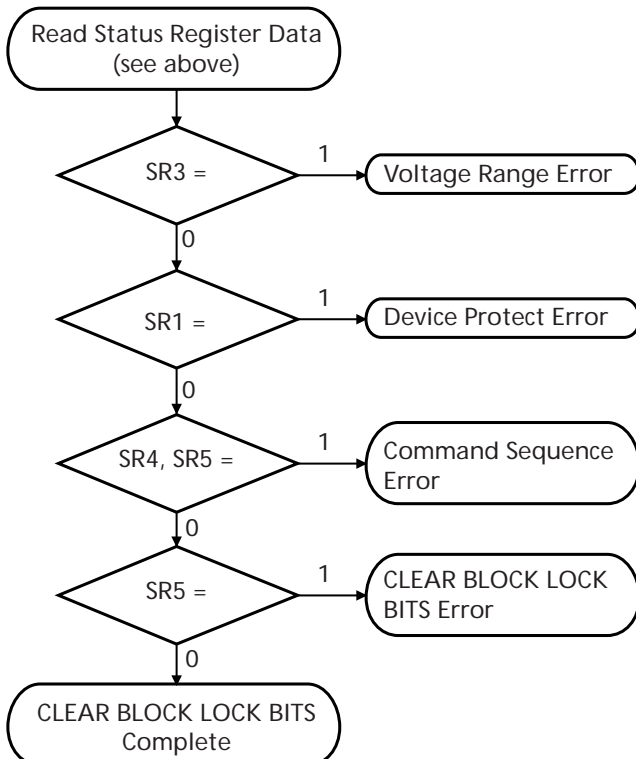 Read Status Register Data
(see above)
1
SR3 =
Voltage Range Error
0
1
SR1 =
Device Protect Error
0
1
SR4, SR5 =
Command Sequence
Error
0
1
SR5 =
CLEAR BLOCK LOCK
BITS Error
0
CLEAR BLOCK LOCK BITS
Complete